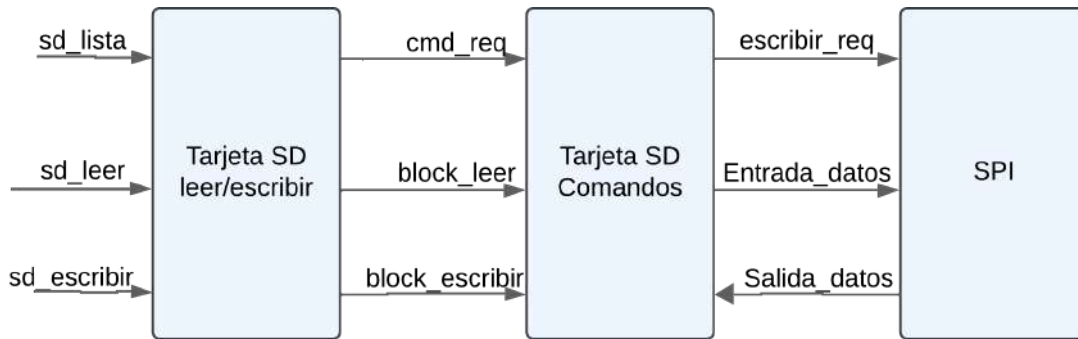 sd_lista
cmd_req
escribir_req
Tarjeta SD
leer/escribir
Tarjeta SD
Comandos
SPI
sd_leer
block_leer
Entrada_datos
sd_escribir
block_escribir
Salida_datos